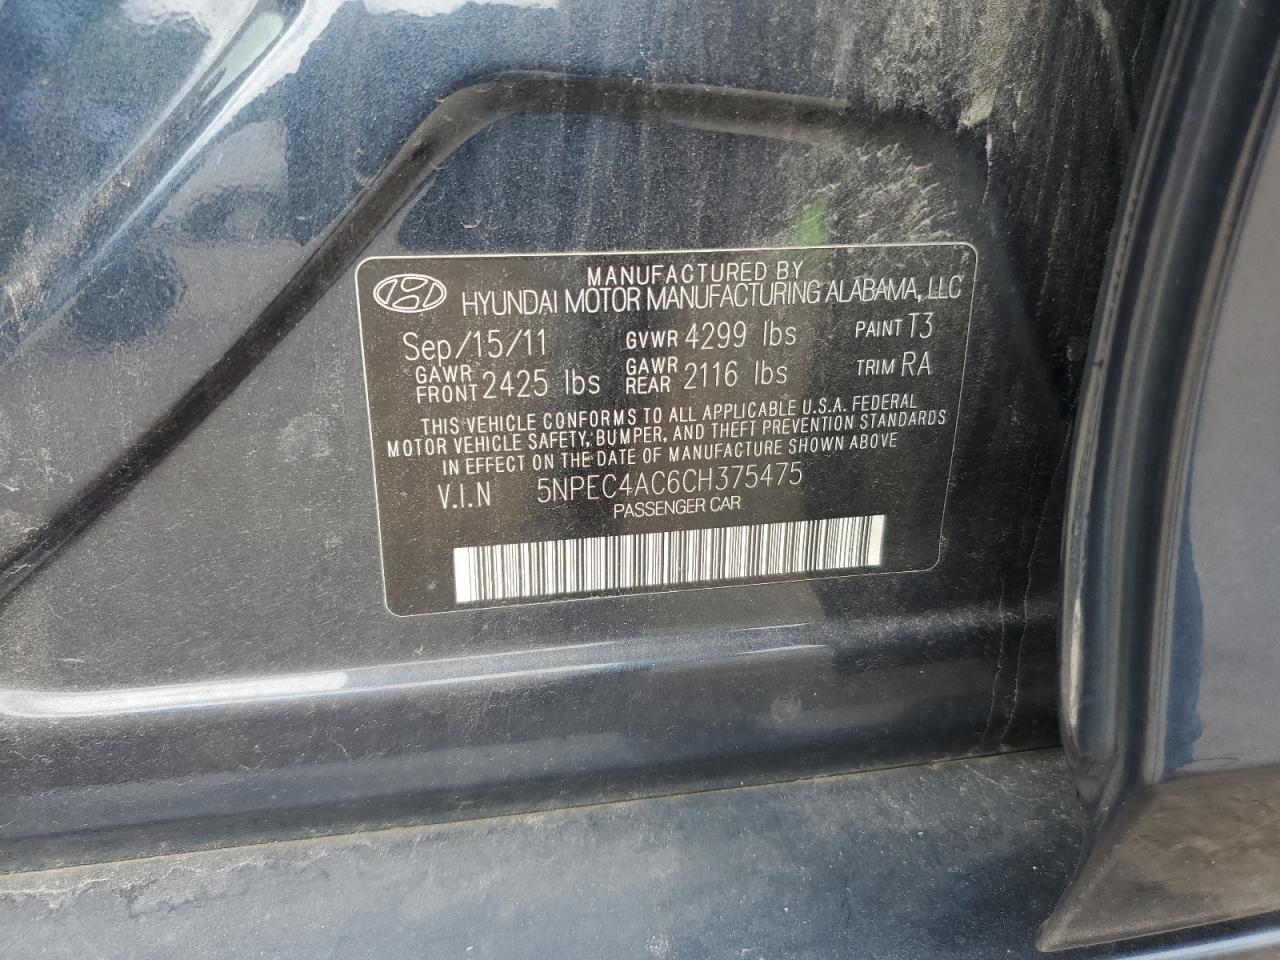 MANUFACTURED BY
HYUNDAI MOTOR MANUFACTURING ALABAMA, LLC
Sep/15/11 GVWR 4299 lbs PAINT T3
GAWR FRONT 2425 lbs GAWR REAR 2116 lbs TRIM RA
THIS VEHICLE CONFORMS TO ALL APPLICABLE U.S.A. FEDERAL
MOTOR VEHICLE SAFETY, BUMPER, AND THEFT PREVENTION STANDARDS
IN EFFECT ON THE DATE OF MANUFACTURE SHOWN ABOVE
V.I.N 5NPEC4AC6CH375475
PASSENGER CAR